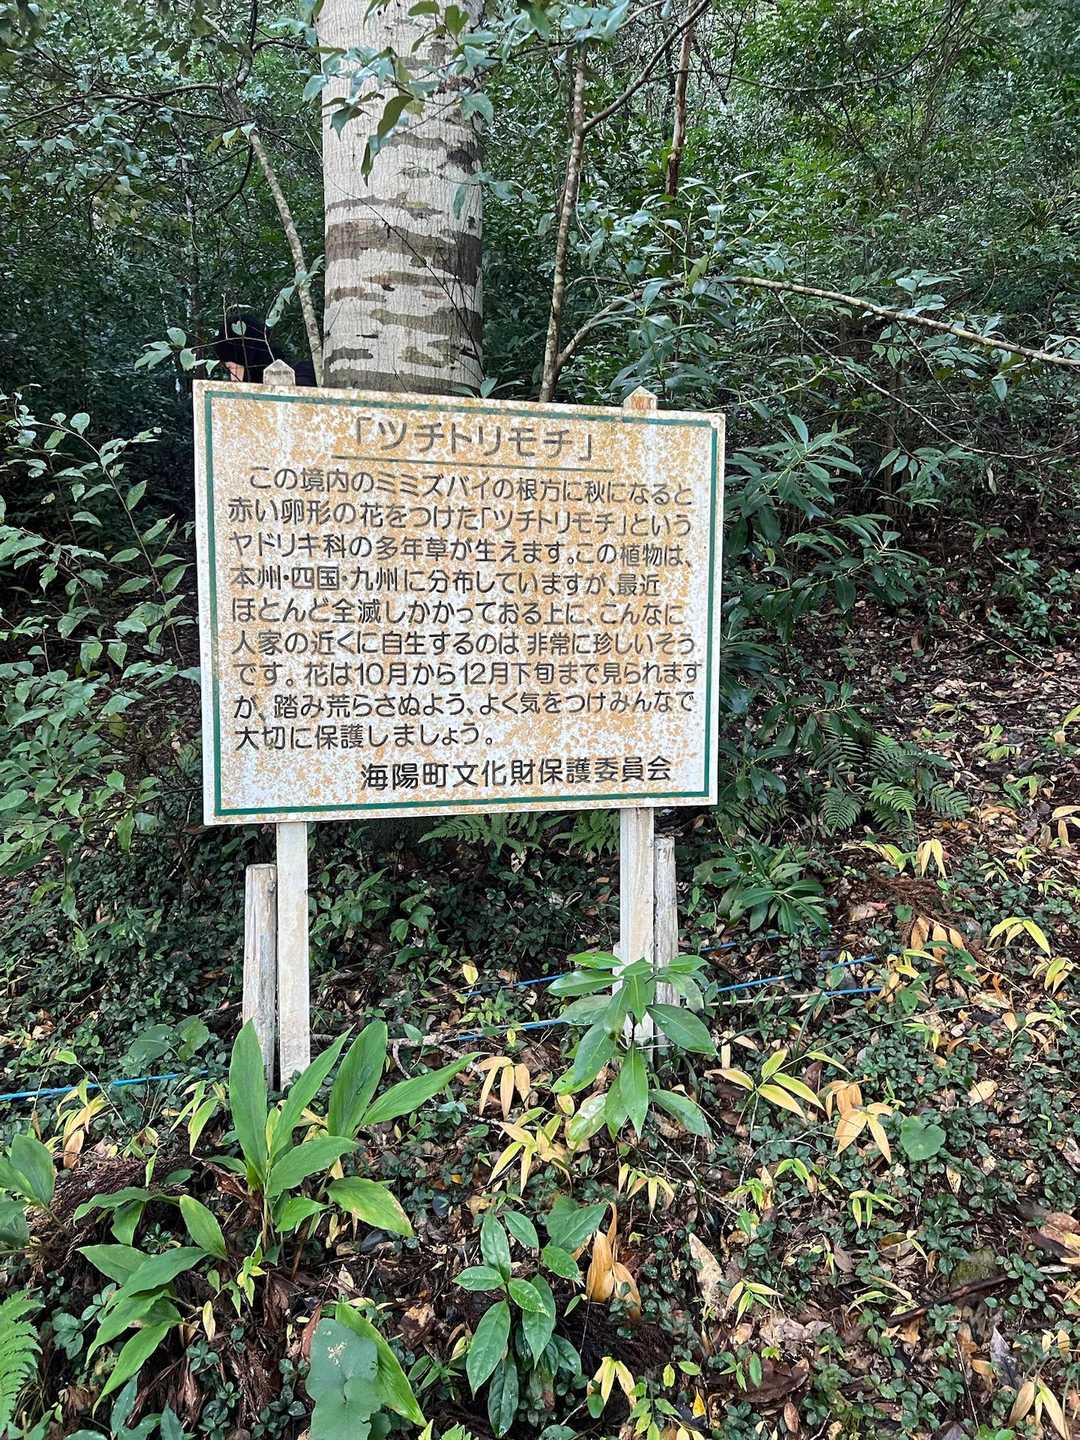 「ツチトリモチ」
この境内のミミズバイの根方に秋になると
赤い卵形の花をつけた「ツチトリモチ」という
ヤドリキ科の多年草が生えます。この植物は、
本州・四国・九州に分布していますが、最近
ほとんど全滅しかかっておる上に、こんなに
人家の近くに自生するのは非常に珍しいそう
です。花は10月から12月下旬まで見られます
が、踏み荒らさぬよう、よく気をつけみんなで
大切に保護しましょう。
海陽町文化財保護委員会